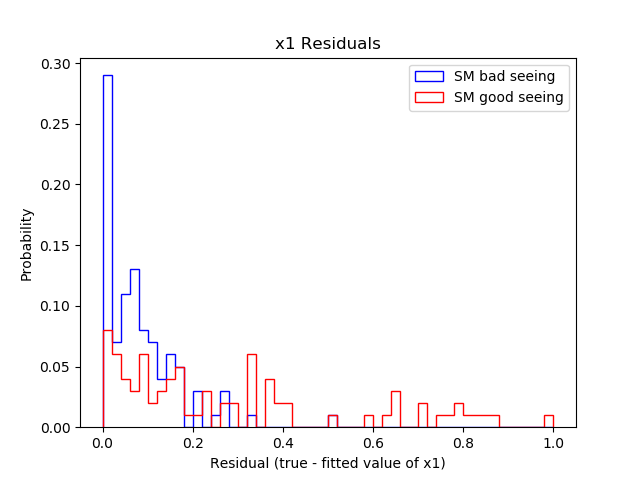 x1 Residuals
SM bad seeing
SM good seeing
Probability
0.30
0.25
0.20
0.15
0.10
0.05
0.00
0.0 0.2 0.4 0.6 0.8 1.0
Residual (true - fitted value of x1)